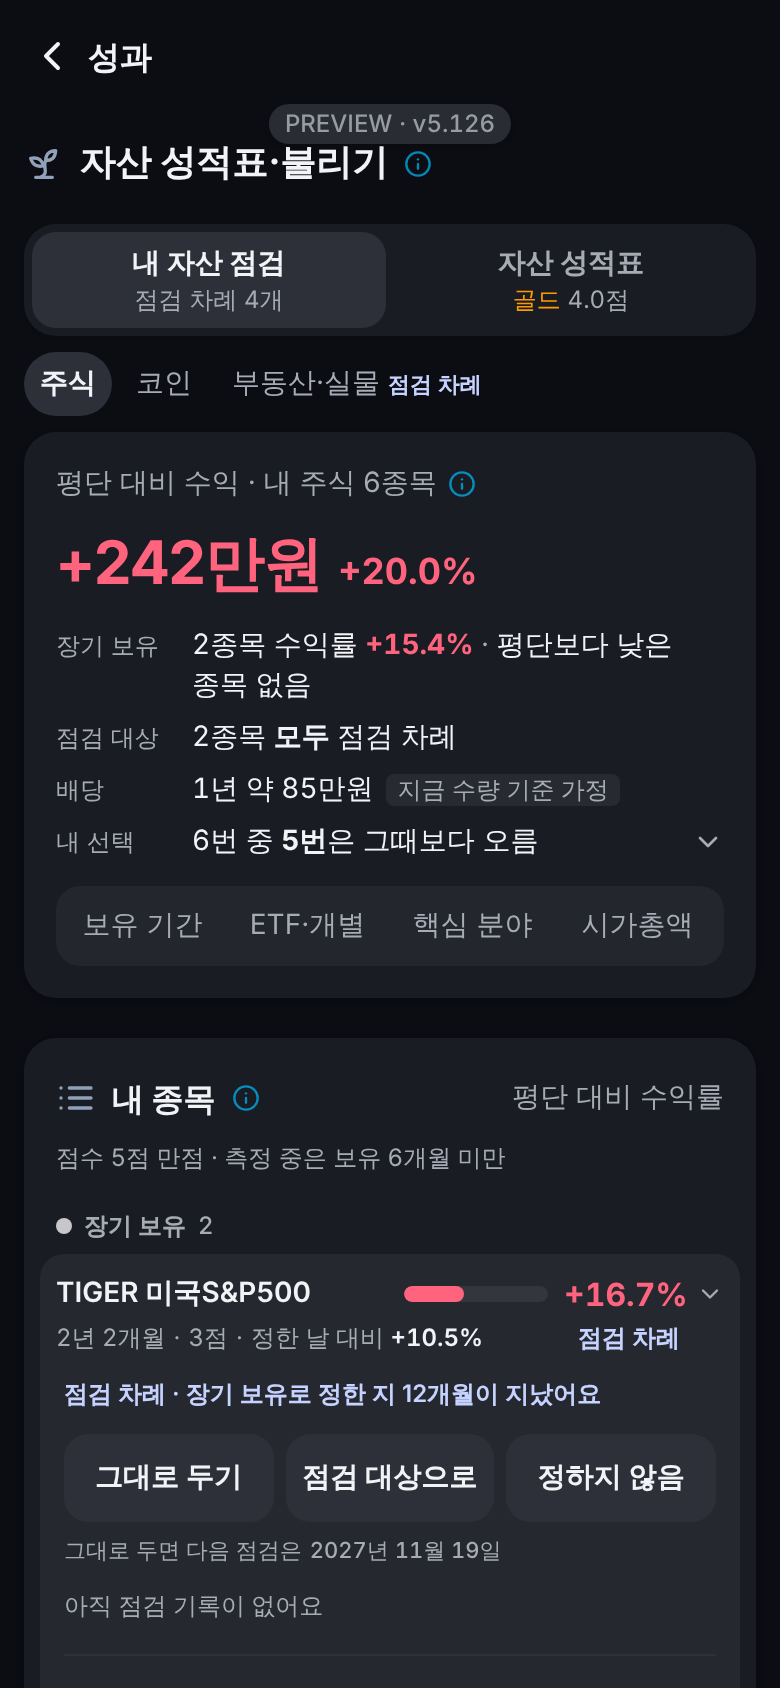 성과
PREVIEW · v5.126
자산 성적표·불리기
내 자산 점검
점검 차례 4개
자산 성적표
골드 4.0점
주식 코인 부동산·실물 점검 차례
평단 대비 수익 · 내 주식 6종목
+242만원 +20.0%
장기 보유 2종목 수익률 +15.4% · 평단보다 낮은
종목 없음
점검 대상 2종목 모두 점검 차례
배당 1년 약 85만원 지금 수량 기준 가정
내 선택 6번 중 5번은 그때보다 오름
보유 기간 ETF·개별 핵심 분야 시가총액
내 종목 평단 대비 수익률
점수 5점 만점 · 측정 중은 보유 6개월 미만
장기 보유 2
TIGER 미국S&P500 +16.7%
2년 2개월 · 3점 · 정한 날 대비 +10.5% 점검 차례
점검 차례 · 장기 보유로 정한 지 12개월이 지났어요
그대로 두기 점검 대상으로 정하지 않음
그대로 두면 다음 점검은 2027년 11월 19일
아직 점검 기록이 없어요